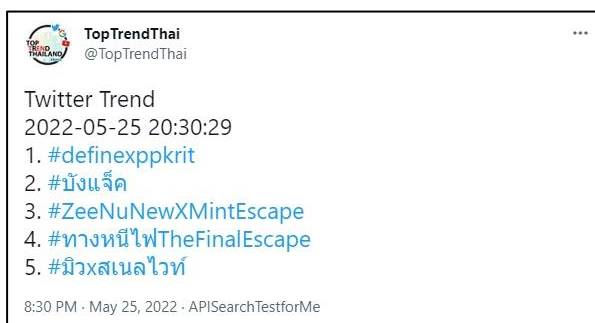 TopTrendThai
@TopTrendThai
TOP
TREND
THAILAND
Twitter Trend
2022-05-25 20:30:29
1. #definexppkrit
2. #บังแจ็ค
3. #ZeeNuNewXMintEscape
4. #ทางหนีไฟTheFinalEscape
5. #มิวxสเนลไวท์
8:30 PM · May 25, 2022 · APISearchTestforMe